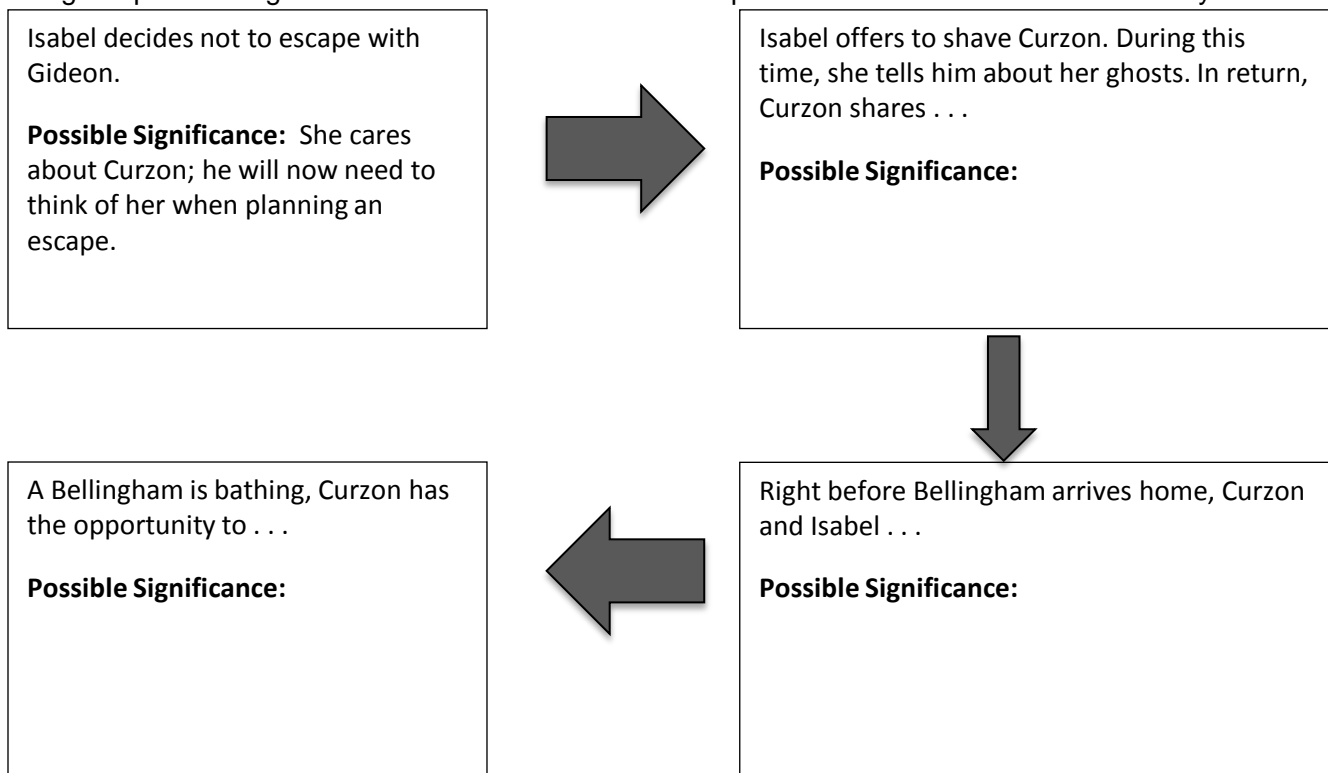 Isabel decides not to escape with
Gideon.
Possible Significance: She cares
about Curzon; he will now need to
think of her when planning an
escape.
Isabel offers to shave Curzon. During this
time, she tells him about her ghosts. In return,
Curzon shares . . .
Possible Significance:
Right before Bellingham arrives home, Curzon
and Isabel . . .
Possible Significance:
A Bellingham is bathing, Curzon has
the opportunity to . . .
Possible Significance: